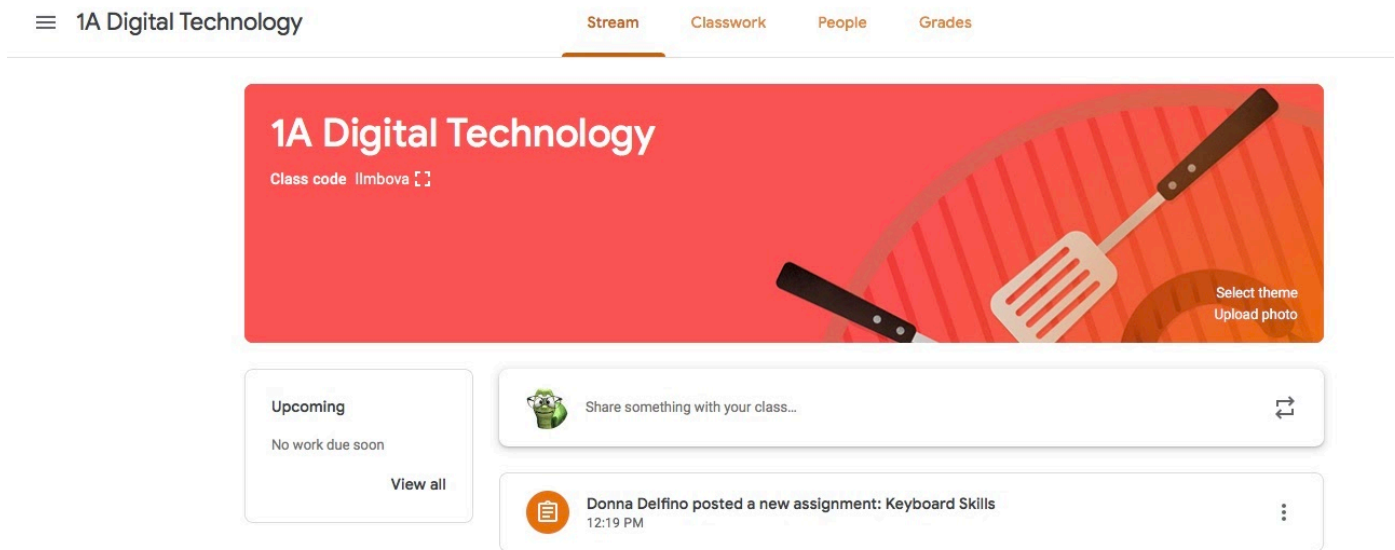 1A Digital Technology
Stream
Classwork
People
Grades
1A Digital Technology
Class code llmbova
Select theme
Upload photo
Upcoming
No work due soon
View all
Share something with your class...
Donna Delfino posted a new assignment: Keyboard Skills
12:19 PM